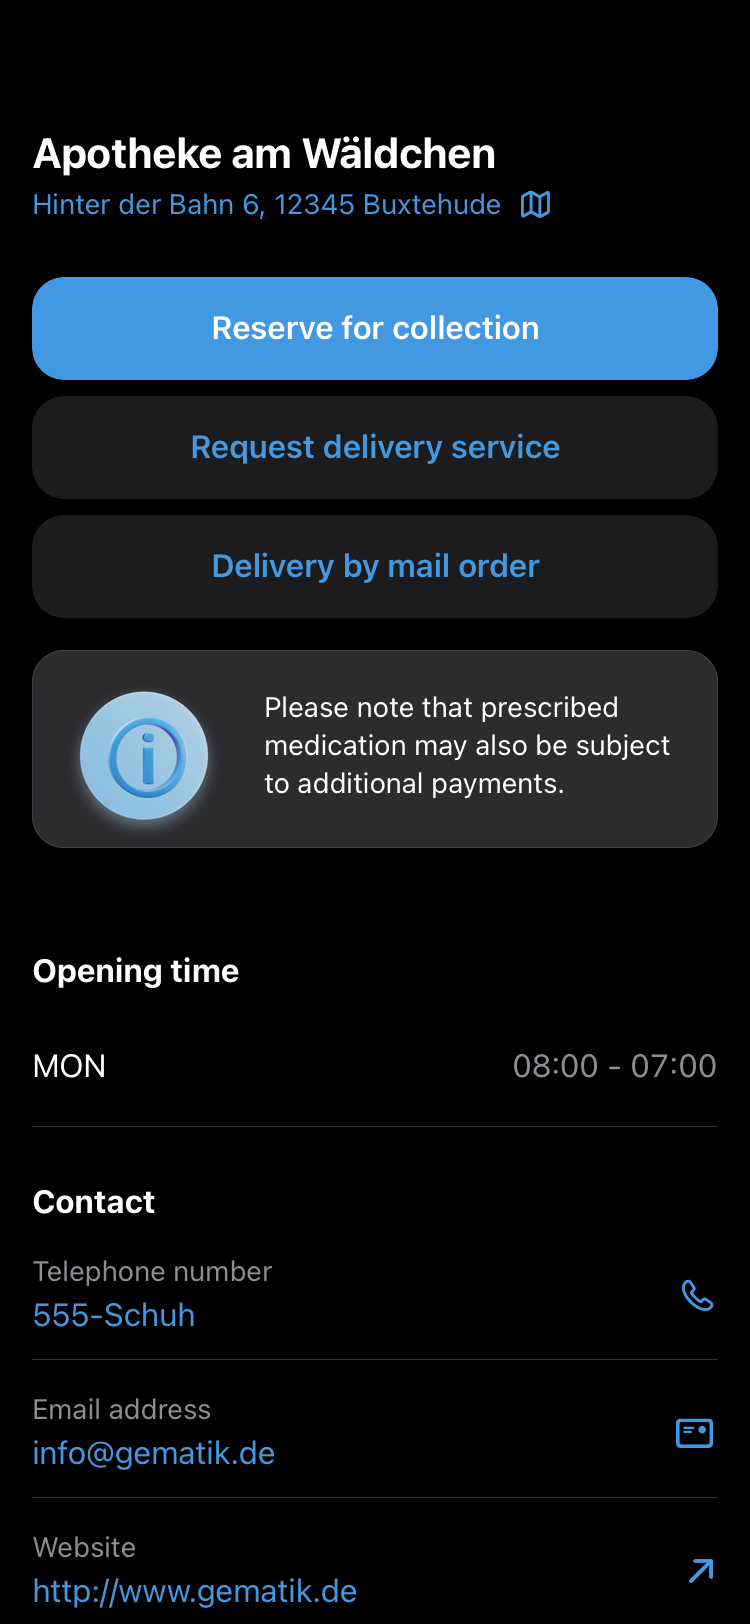 Apotheke am Wäldchen
Hinter der Bahn 6, 12345 Buxtehude
Reserve for collection
Request delivery service
Delivery by mail order
Please note that prescribed
medication may also be subject
to additional payments.
Opening time
MON 08:00 - 07:00
Contact
Telephone number
555-Schuh
Email address
info@gematik.de
Website
http://www.gematik.de